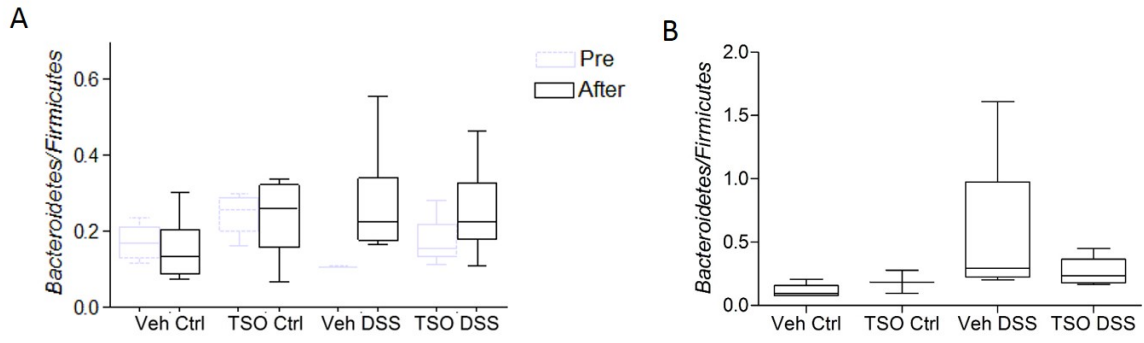 A
Bacteroidetes/Firmicutes
0.6
0.4
0.2
0.0
Veh Ctrl TSO Ctrl Veh DSS TSO DSS
Pre
After
B
Bacteroidetes/Firmicutes
2.0
1.5
1.0
0.5
0.0
Veh Ctrl TSO Ctrl Veh DSS TSO DSS